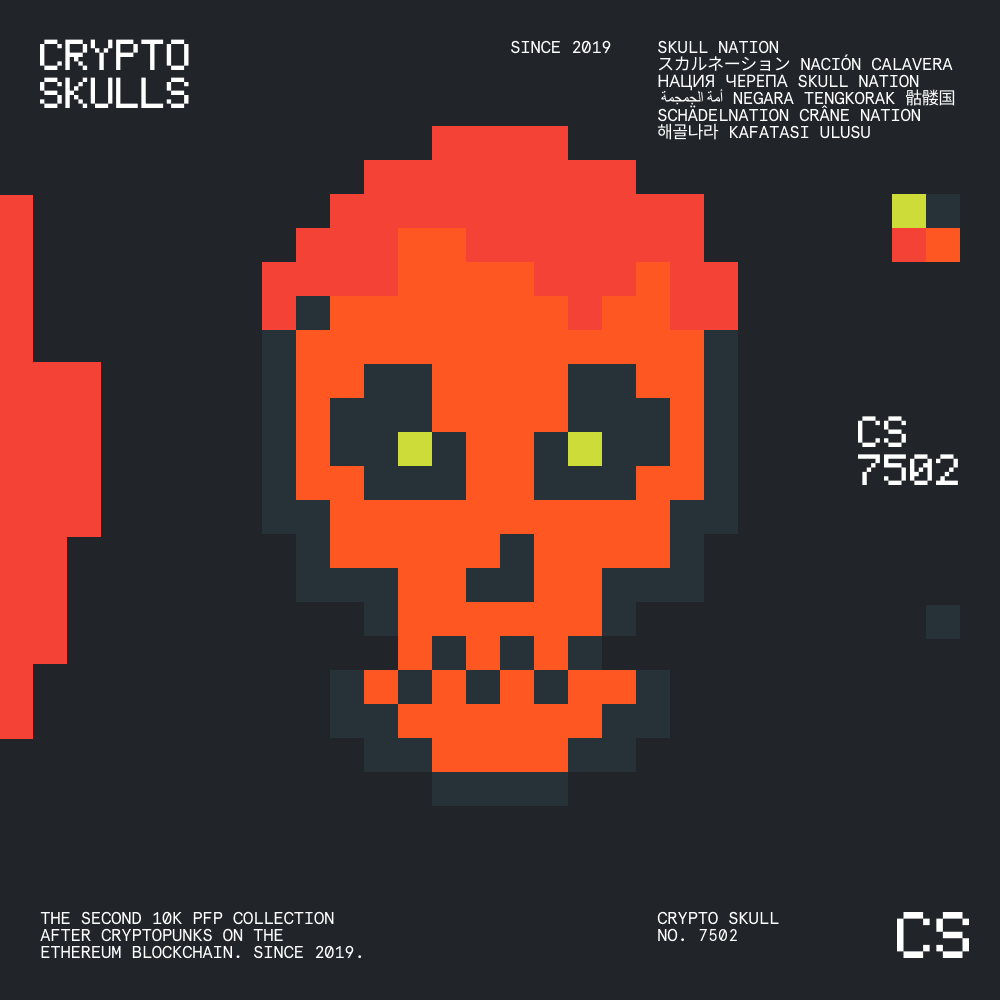 CRYPTO
SKULLS
SINCE 2019
SKULL NATION
スカルネーション NACIÓN CALAVERA
НАЦИЯ ЧЕРЕПА SKULL NATION
أمة الجمجمة NEGARA TENGKORAK 骷髅国
SCHÄDELNATION CRÂNE NATION
해골나라 KAFATASI ULUSU
CS
7502
THE SECOND 10K PFP COLLECTION
AFTER CRYPTOPUNKS ON THE
ETHEREUM BLOCKCHAIN. SINCE 2019.
CRYPTO SKULL
NO. 7502
CS